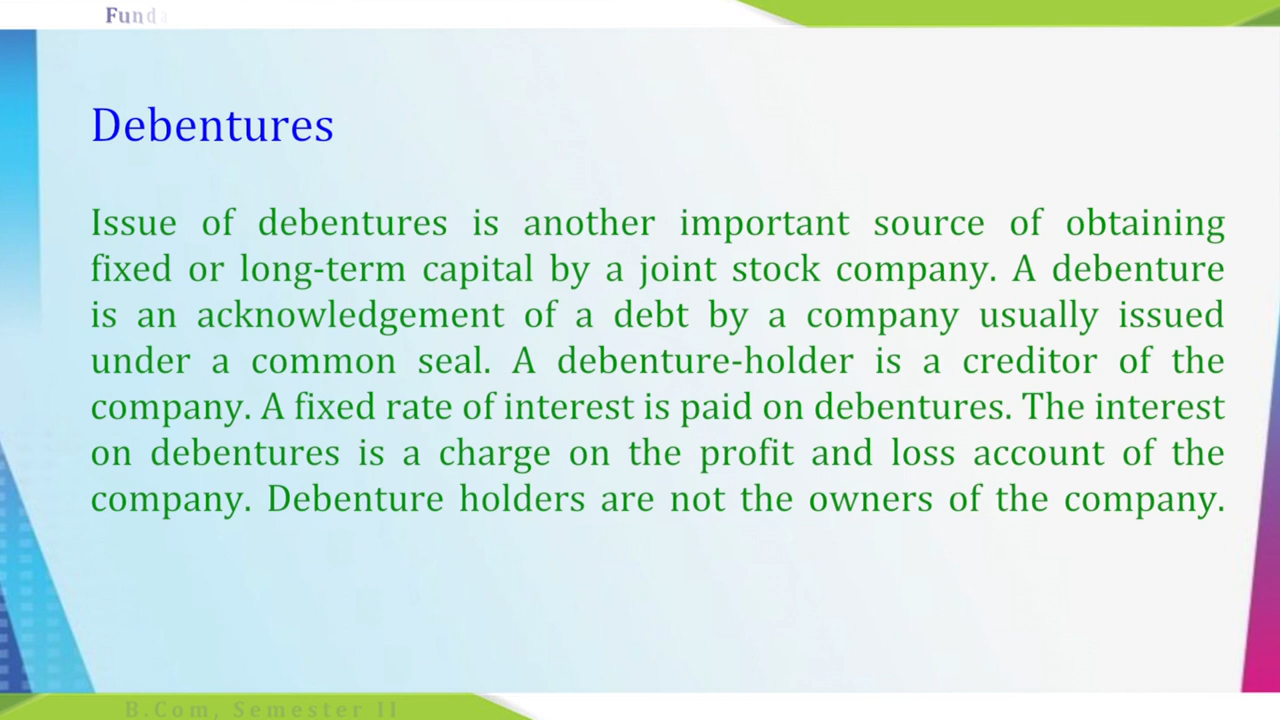 Debentures
Issue of debentures is another important source of obtaining
fixed or long-term capital by a joint stock company. A debenture
is an acknowledgement of a debt by a company usually issued
under a common seal. A debenture-holder is a creditor of the
company. A fixed rate of interest is paid on debentures. The interest
on debentures is a charge on the profit and loss account of the
company. Debenture holders are not the owners of the company.
B.Com, Semester II